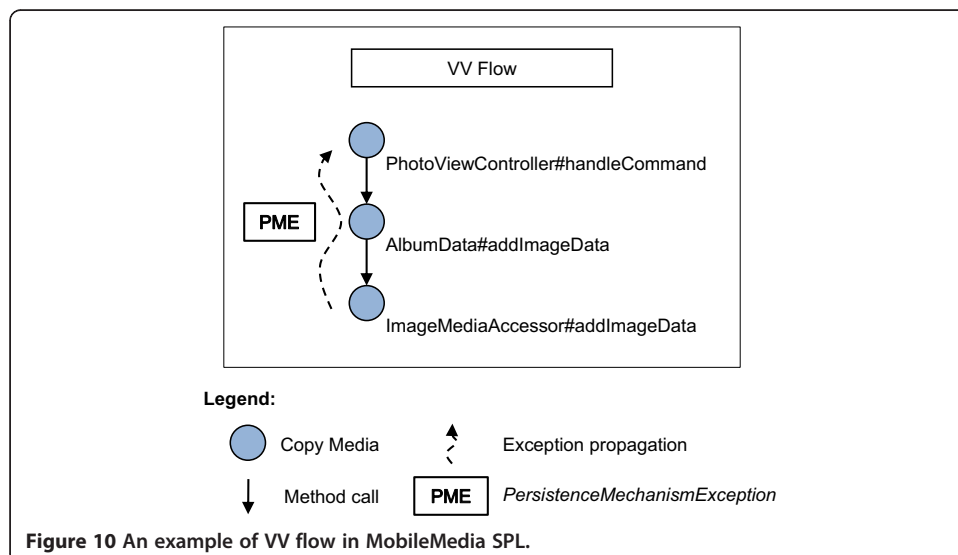 VV Flow
PhotoViewController#handleCommand
PME
AlbumData#addImageData
ImageMediaAccessor#addImageData
Legend:
Copy Media
Exception propagation
Method call
PME
PersistenceMechanismException
Figure 10 An example of VV flow in MobileMedia SPL.